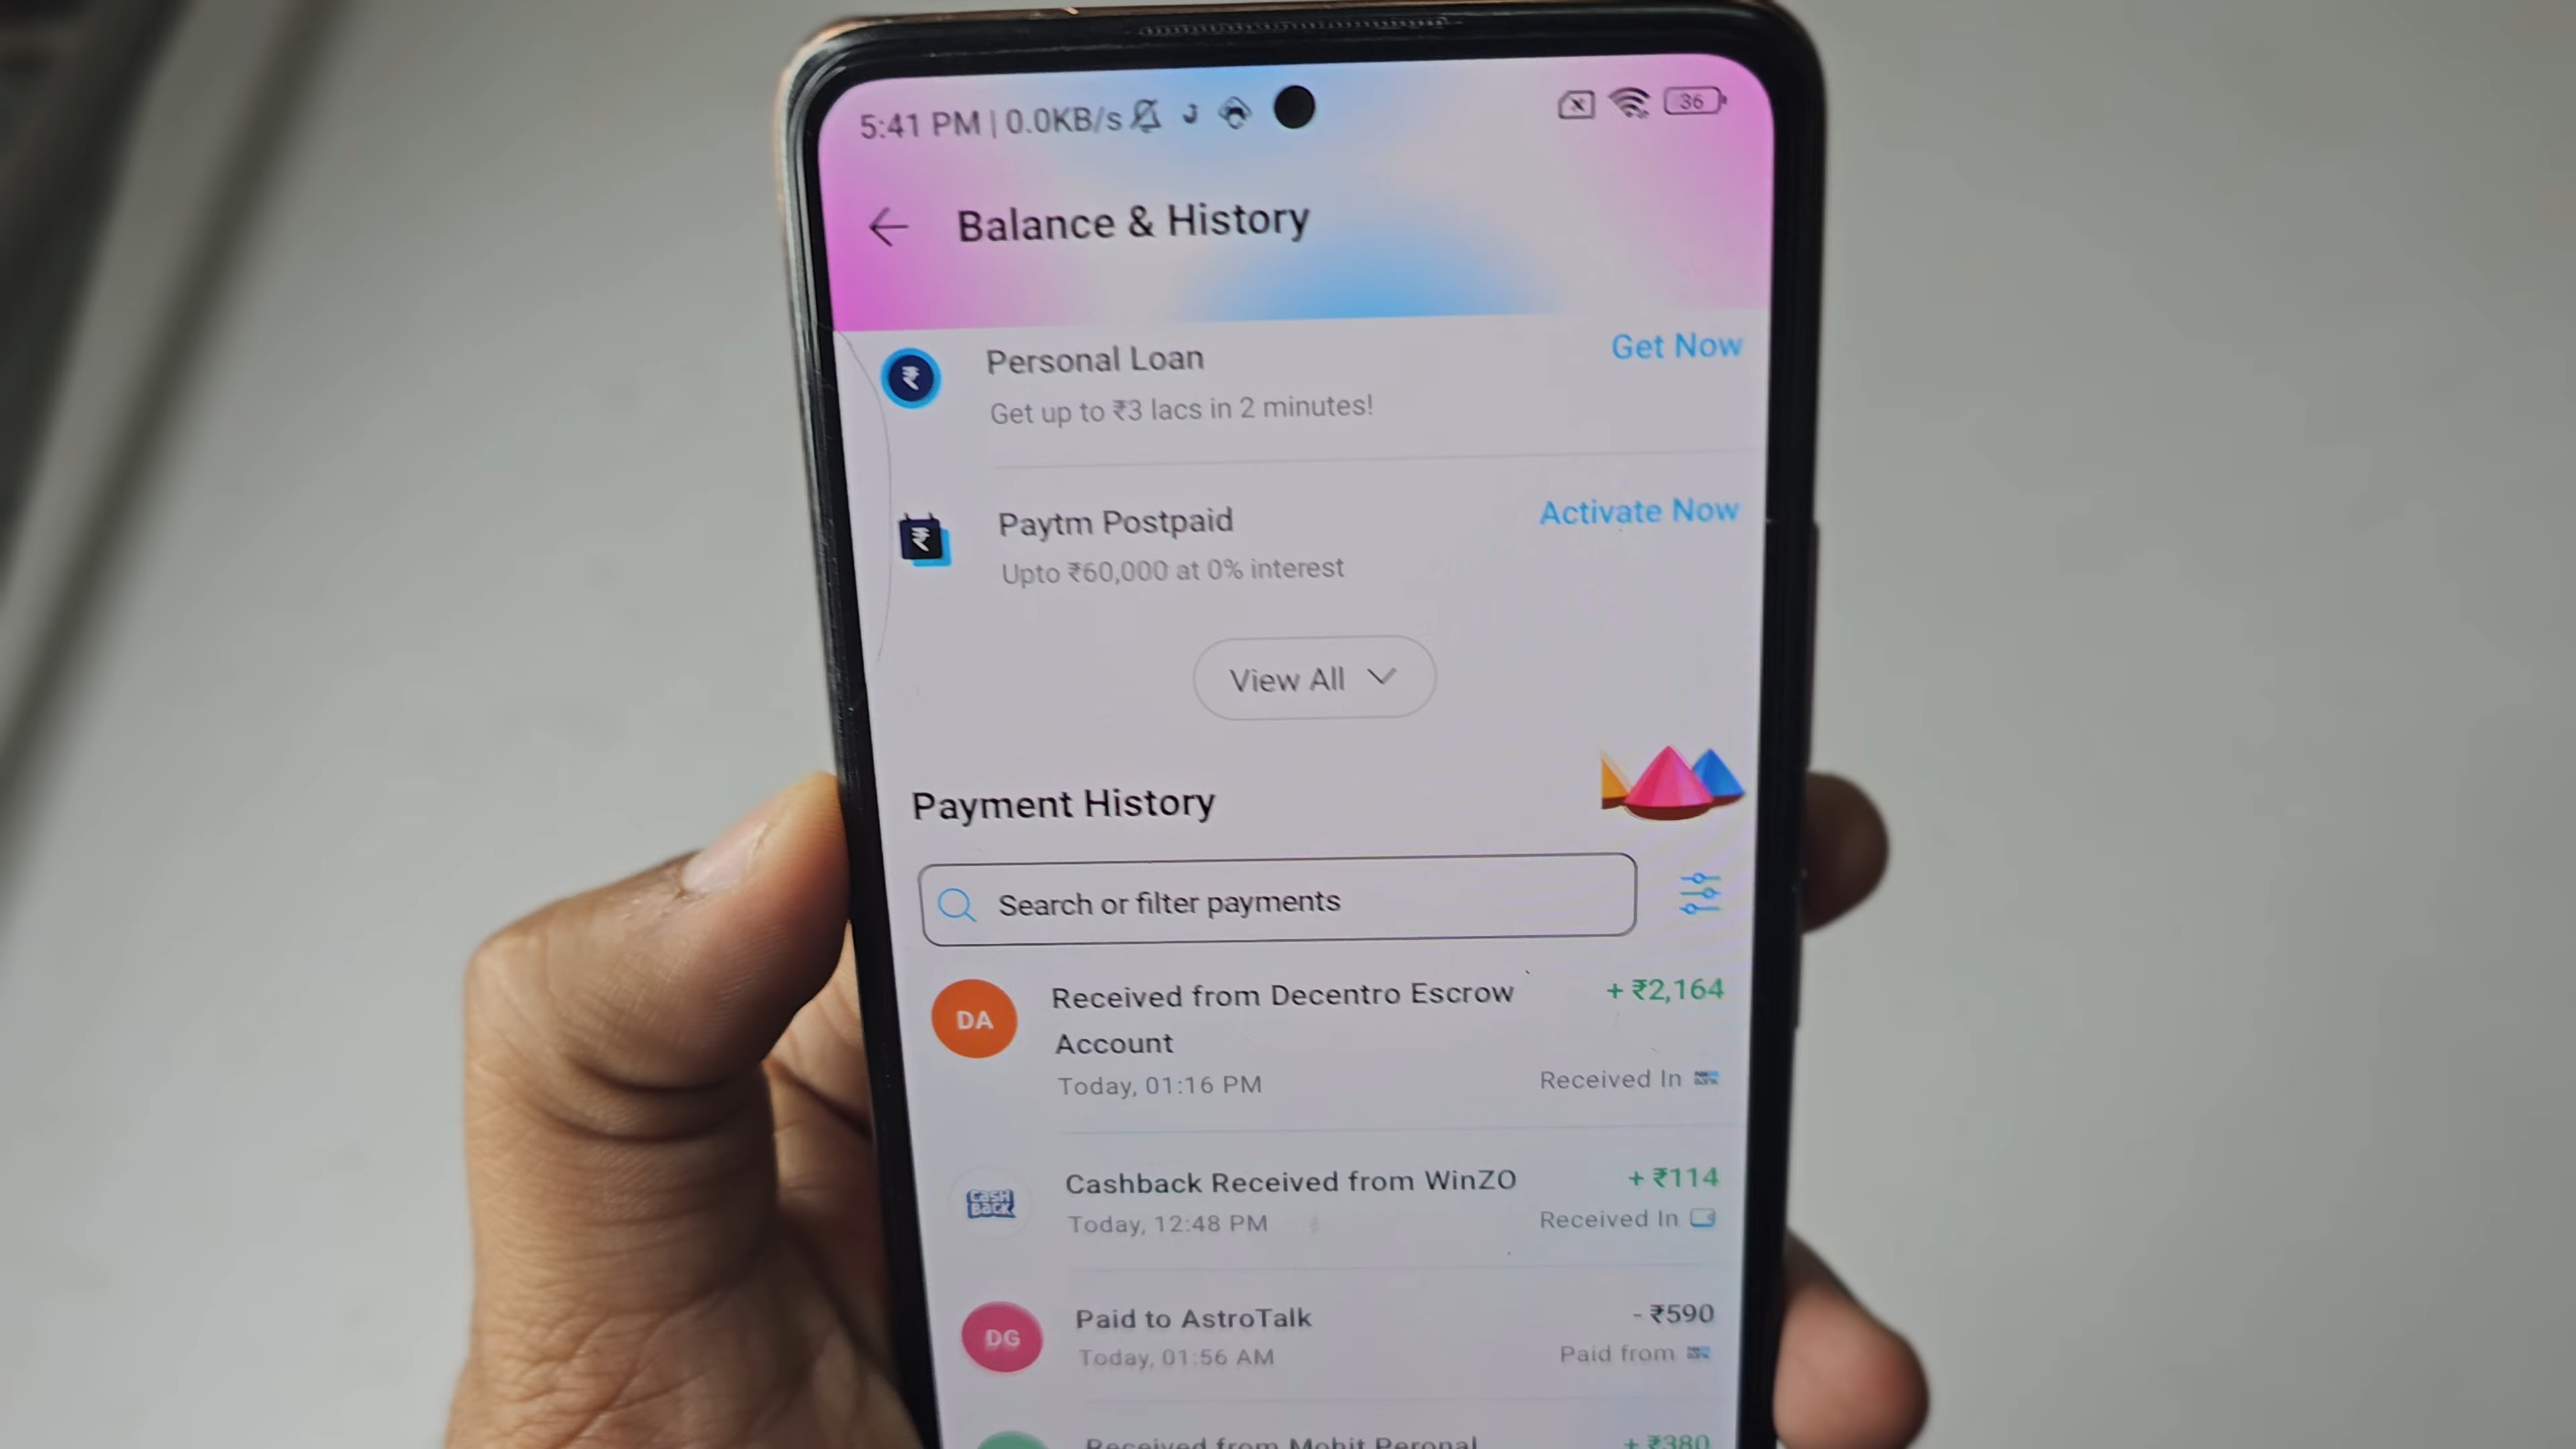 5:41 PM | 0.0KB/s
36
Balance & History
₹
Personal Loan
Get Now
Get up to ₹3 lacs in 2 minutes!
₹
Paytm Postpaid
Activate Now
Upto ₹60,000 at 0% interest
View All
Payment History
Search or filter payments
DA
Received from Decentro Escrow
Account
+ ₹2,164
Today, 01:16 PM
Received In
CASH
BACK
Cashback Received from WinZO
+ ₹114
Today, 12:48 PM
Received In
DG
Paid to AstroTalk
- ₹590
Today, 01:56 AM
Paid from
Received from Mohit Peronal
+ ₹380